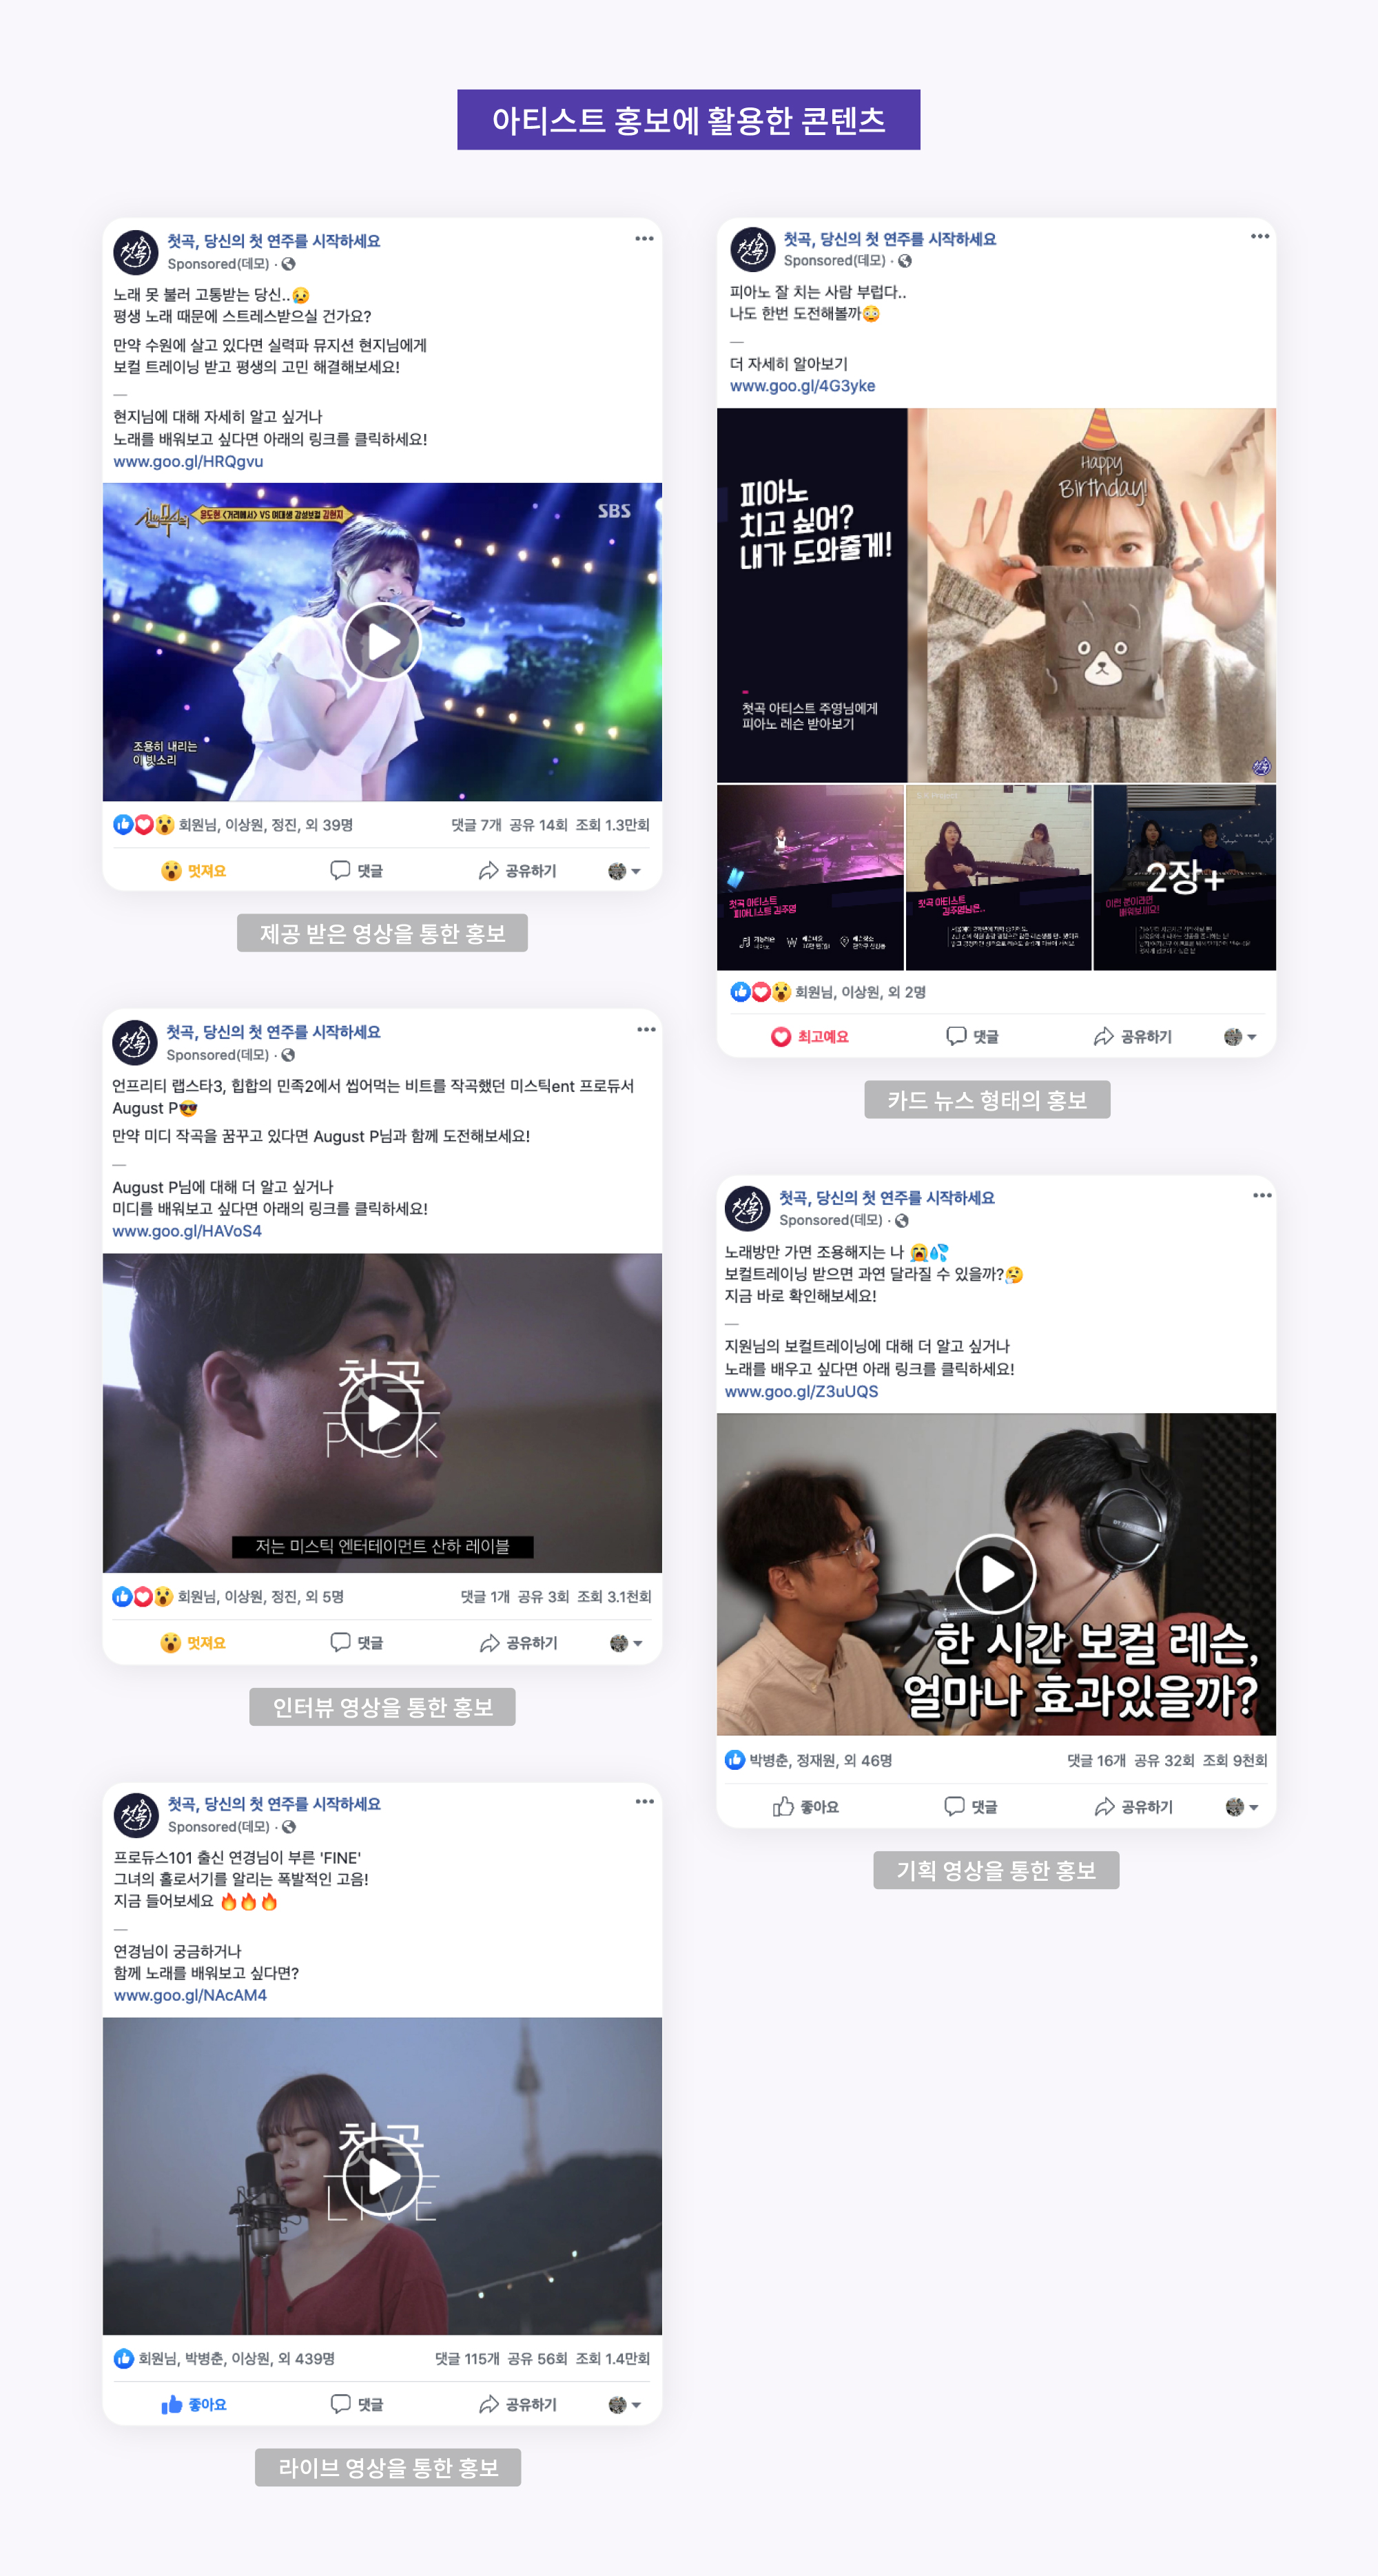 아티스트 홍보에 활용한 콘텐츠
첫곡, 당신의 첫 연주를 시작하세요
Sponsored(데모) ·
노래 못 불러 고통받는 당신..😥
평생 노래 때문에 스트레스받으실 건가요?
만약 수원에 살고 있다면 실력파 뮤지션 현지님에게
보컬 트레이닝 받고 평생의 고민 해결해보세요!
—
현지님에 대해 자세히 알고 싶거나
노래를 배워보고 싶다면 아래의 링크를 클릭하세요!
www.goo.gl/HRQgvu
윤도현 <거리에서> VS 여대생 감성보컬 김현지
SBS
조용히 내리는
이 빗소리
회원님, 이상원, 정진, 외 39명 댓글 7개 공유 14회 조회 1.3만회
멋져요 댓글 공유하기
제공 받은 영상을 통한 홍보
첫곡, 당신의 첫 연주를 시작하세요
Sponsored(데모) ·
언프리티 랩스타3, 힙합의 민족2에서 씹어먹는 비트를 작곡했던 미스틱ent 프로듀서
August P😎
만약 미디 작곡을 꿈꾸고 있다면 August P님과 함께 도전해보세요!
—
August P님에 대해 더 알고 싶거나
미디를 배워보고 싶다면 아래의 링크를 클릭하세요!
www.goo.gl/HAVoS4
첫곡
PICK
저는 미스틱 엔터테이먼트 산하 레이블
회원님, 이상원, 정진, 외 5명 댓글 1개 공유 3회 조회 3.1천회
멋져요 댓글 공유하기
인터뷰 영상을 통한 홍보
첫곡, 당신의 첫 연주를 시작하세요
Sponsored(데모) ·
프로듀스101 출신 연경님이 부른 'FINE'
그녀의 홀로서기를 알리는 폭발적인 고음!
지금 들어보세요 🔥🔥🔥
—
연경님이 궁금하거나
함께 노래를 배워보고 싶다면?
www.goo.gl/NAcAM4
첫곡
LIVE
회원님, 박병춘, 이상원, 외 439명 댓글 115개 공유 56회 조회 1.4만회
좋아요 댓글 공유하기
라이브 영상을 통한 홍보
첫곡, 당신의 첫 연주를 시작하세요
Sponsored(데모) ·
피아노 잘 치는 사람 부럽다..
나도 한번 도전해볼까😳
—
더 자세히 알아보기
www.goo.gl/4G3yke
피아노
치고 싶어?
내가 도와줄게!
Happy
Birthday!
첫곡 아티스트 주영님에게
피아노 레슨 받아보기
첫곡 아티스트
피아니스트 김주영
첫곡 아티스트
김주영님은..
이런 분이라면
배워보세요!
2장+
회원님, 이상원, 외 2명
최고예요 댓글 공유하기
카드 뉴스 형태의 홍보
첫곡, 당신의 첫 연주를 시작하세요
Sponsored(데모) ·
노래방만 가면 조용해지는 나 😭💦
보컬트레이닝 받으면 과연 달라질 수 있을까?🤔
지금 바로 확인해보세요!
—
지원님의 보컬트레이닝에 대해 더 알고 싶거나
노래를 배우고 싶다면 아래 링크를 클릭하세요!
www.goo.gl/Z3uUQS
한 시간 보컬 레슨,
얼마나 효과있을까?
박병춘, 정재원, 외 46명 댓글 16개 공유 32회 조회 9천회
좋아요 댓글 공유하기
기획 영상을 통한 홍보